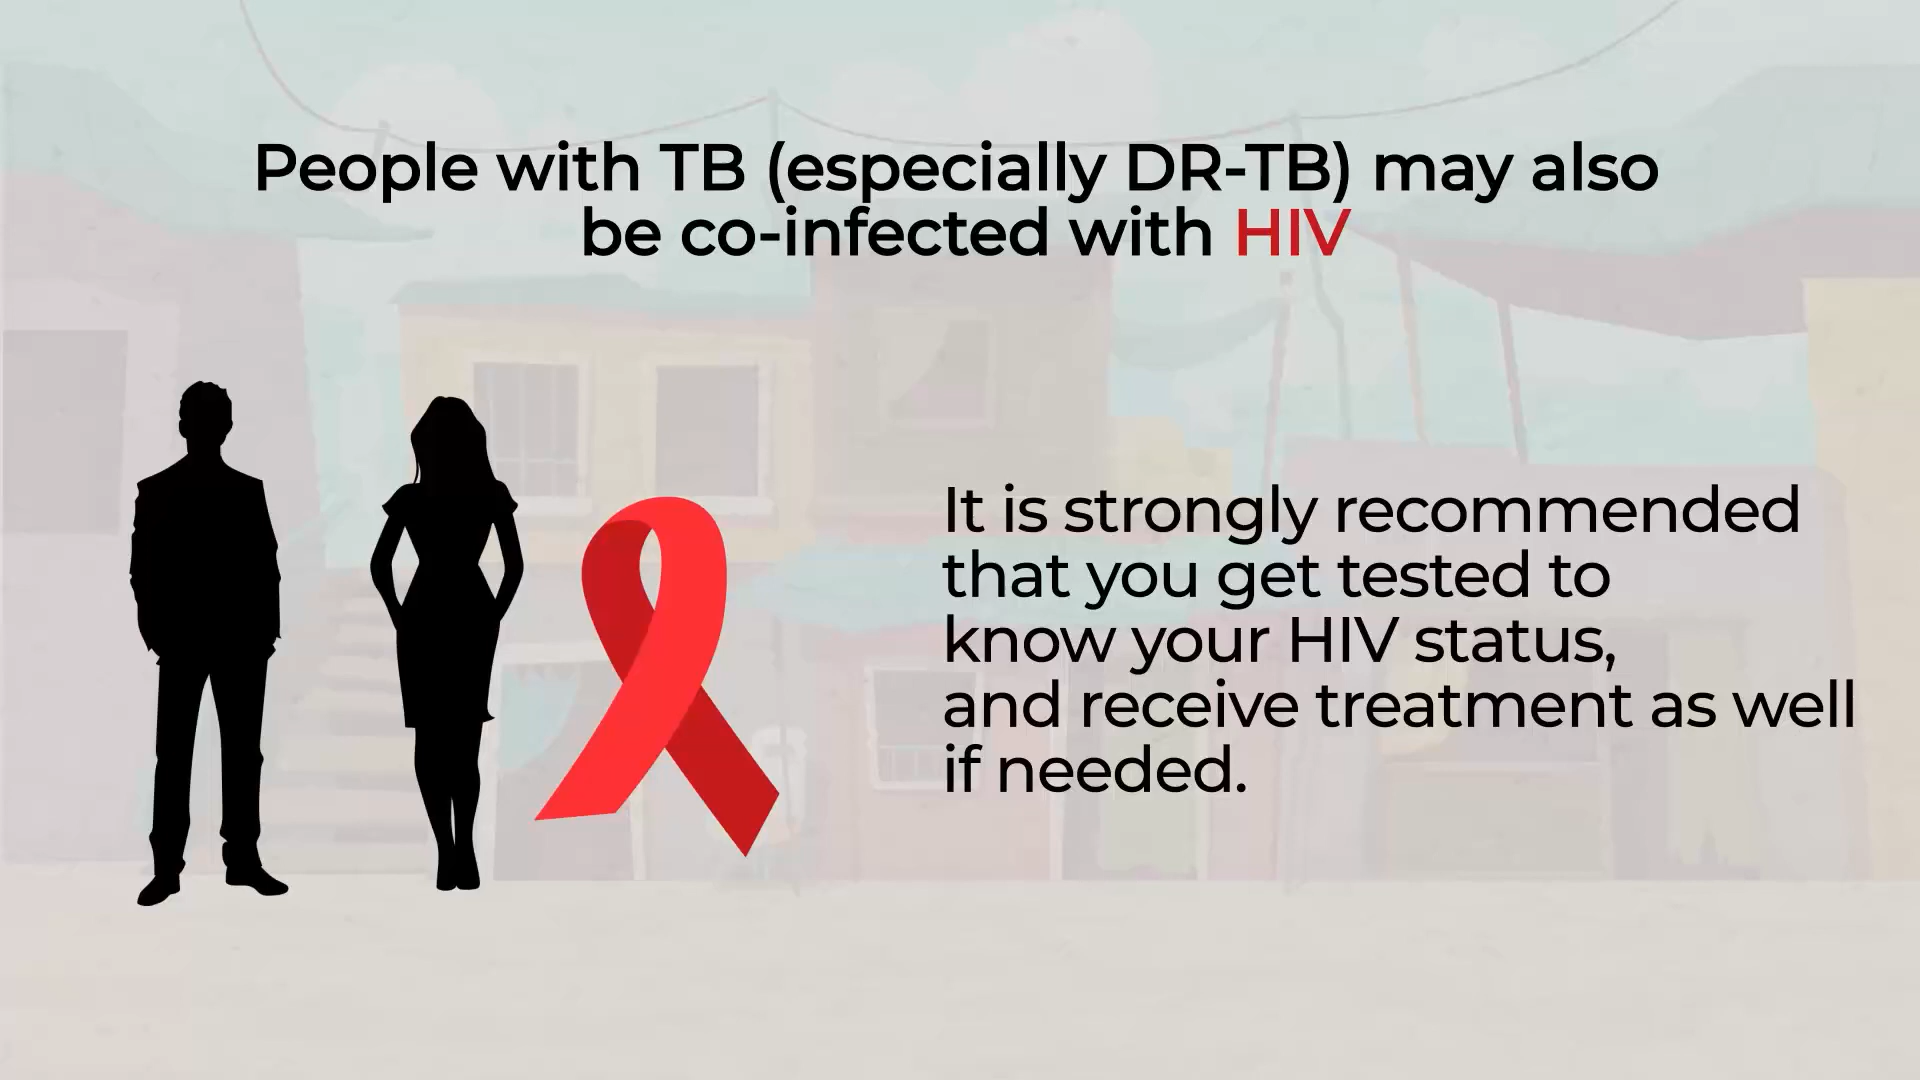 People with TB (especially DR-TB) may also
be co-infected with HIV
It is strongly recommended
that you get tested to
know your HIV status,
and receive treatment as well
if needed.